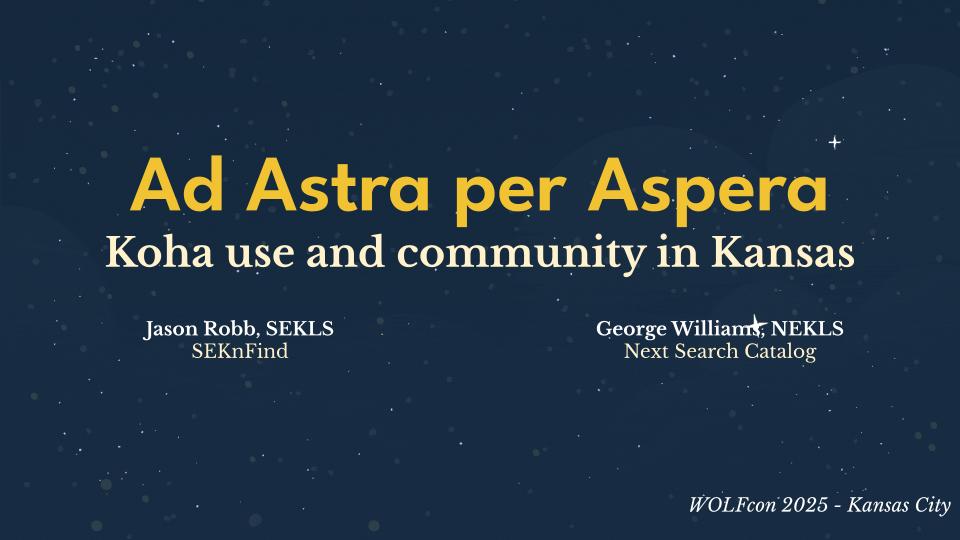 Ad Astra per Aspera
Koha use and community in Kansas
Jason Robb, SEKLS
SEKnFind
George Williams, NEKLS
Next Search Catalog
WOLFcon 2025 - Kansas City